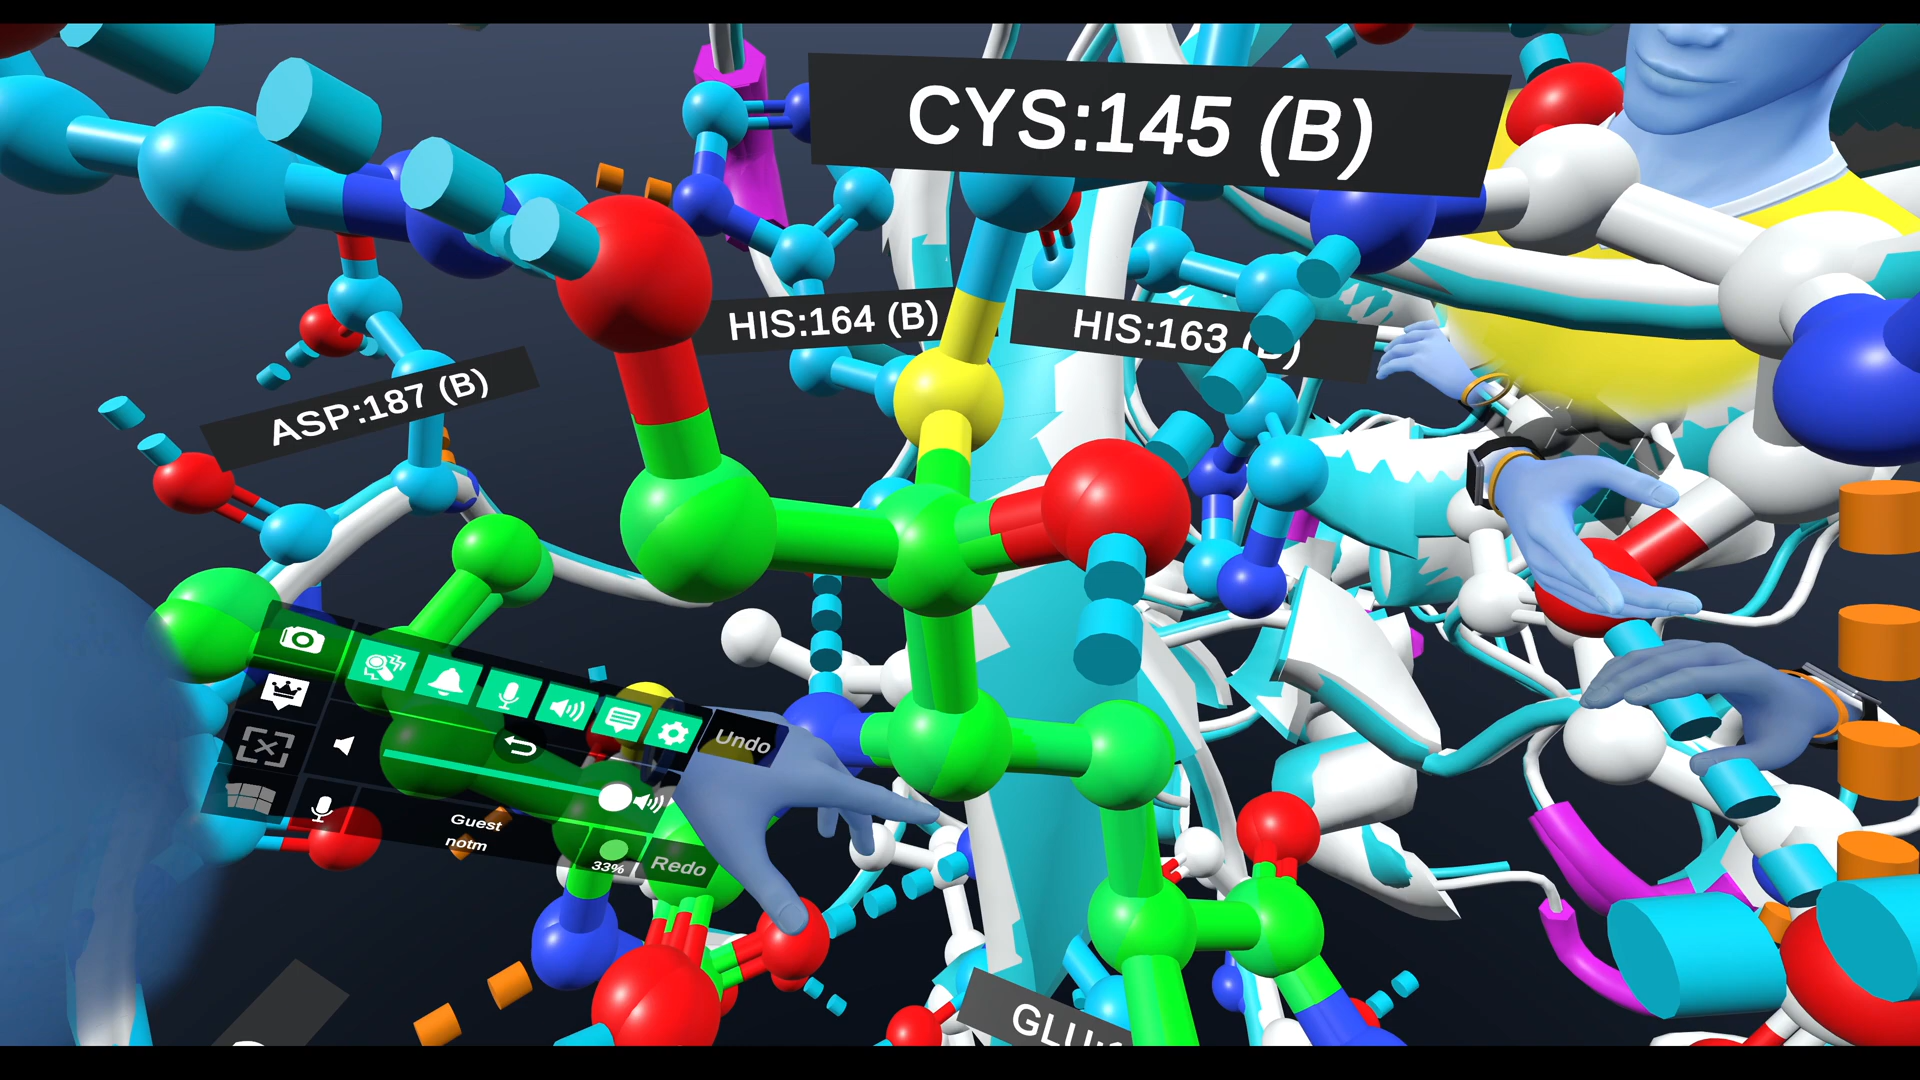 CYS:145 (B)
HIS:164 (B)
HIS:163
ASP:187 (B)
Undo
Guest
notm
33%
Redo